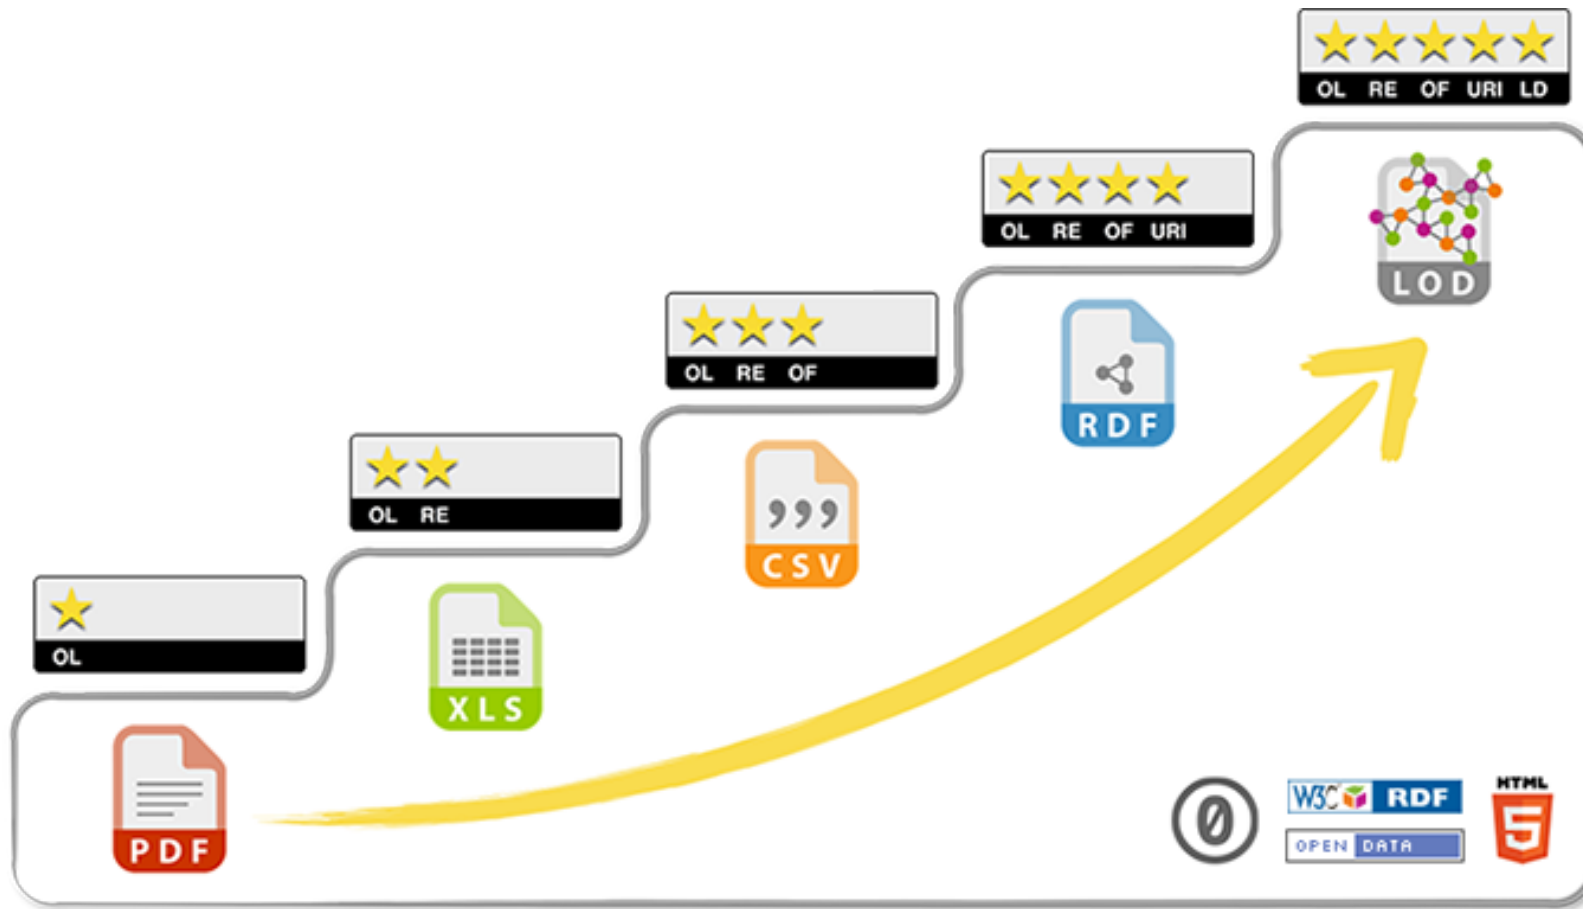 OL RE OF URI LD
LOD
OL RE OF URI
RDF
OL RE OF
,,,
CSV
OL RE
XLS
OL
PDF
0
W3C RDF
OPEN DATA
HTML
5